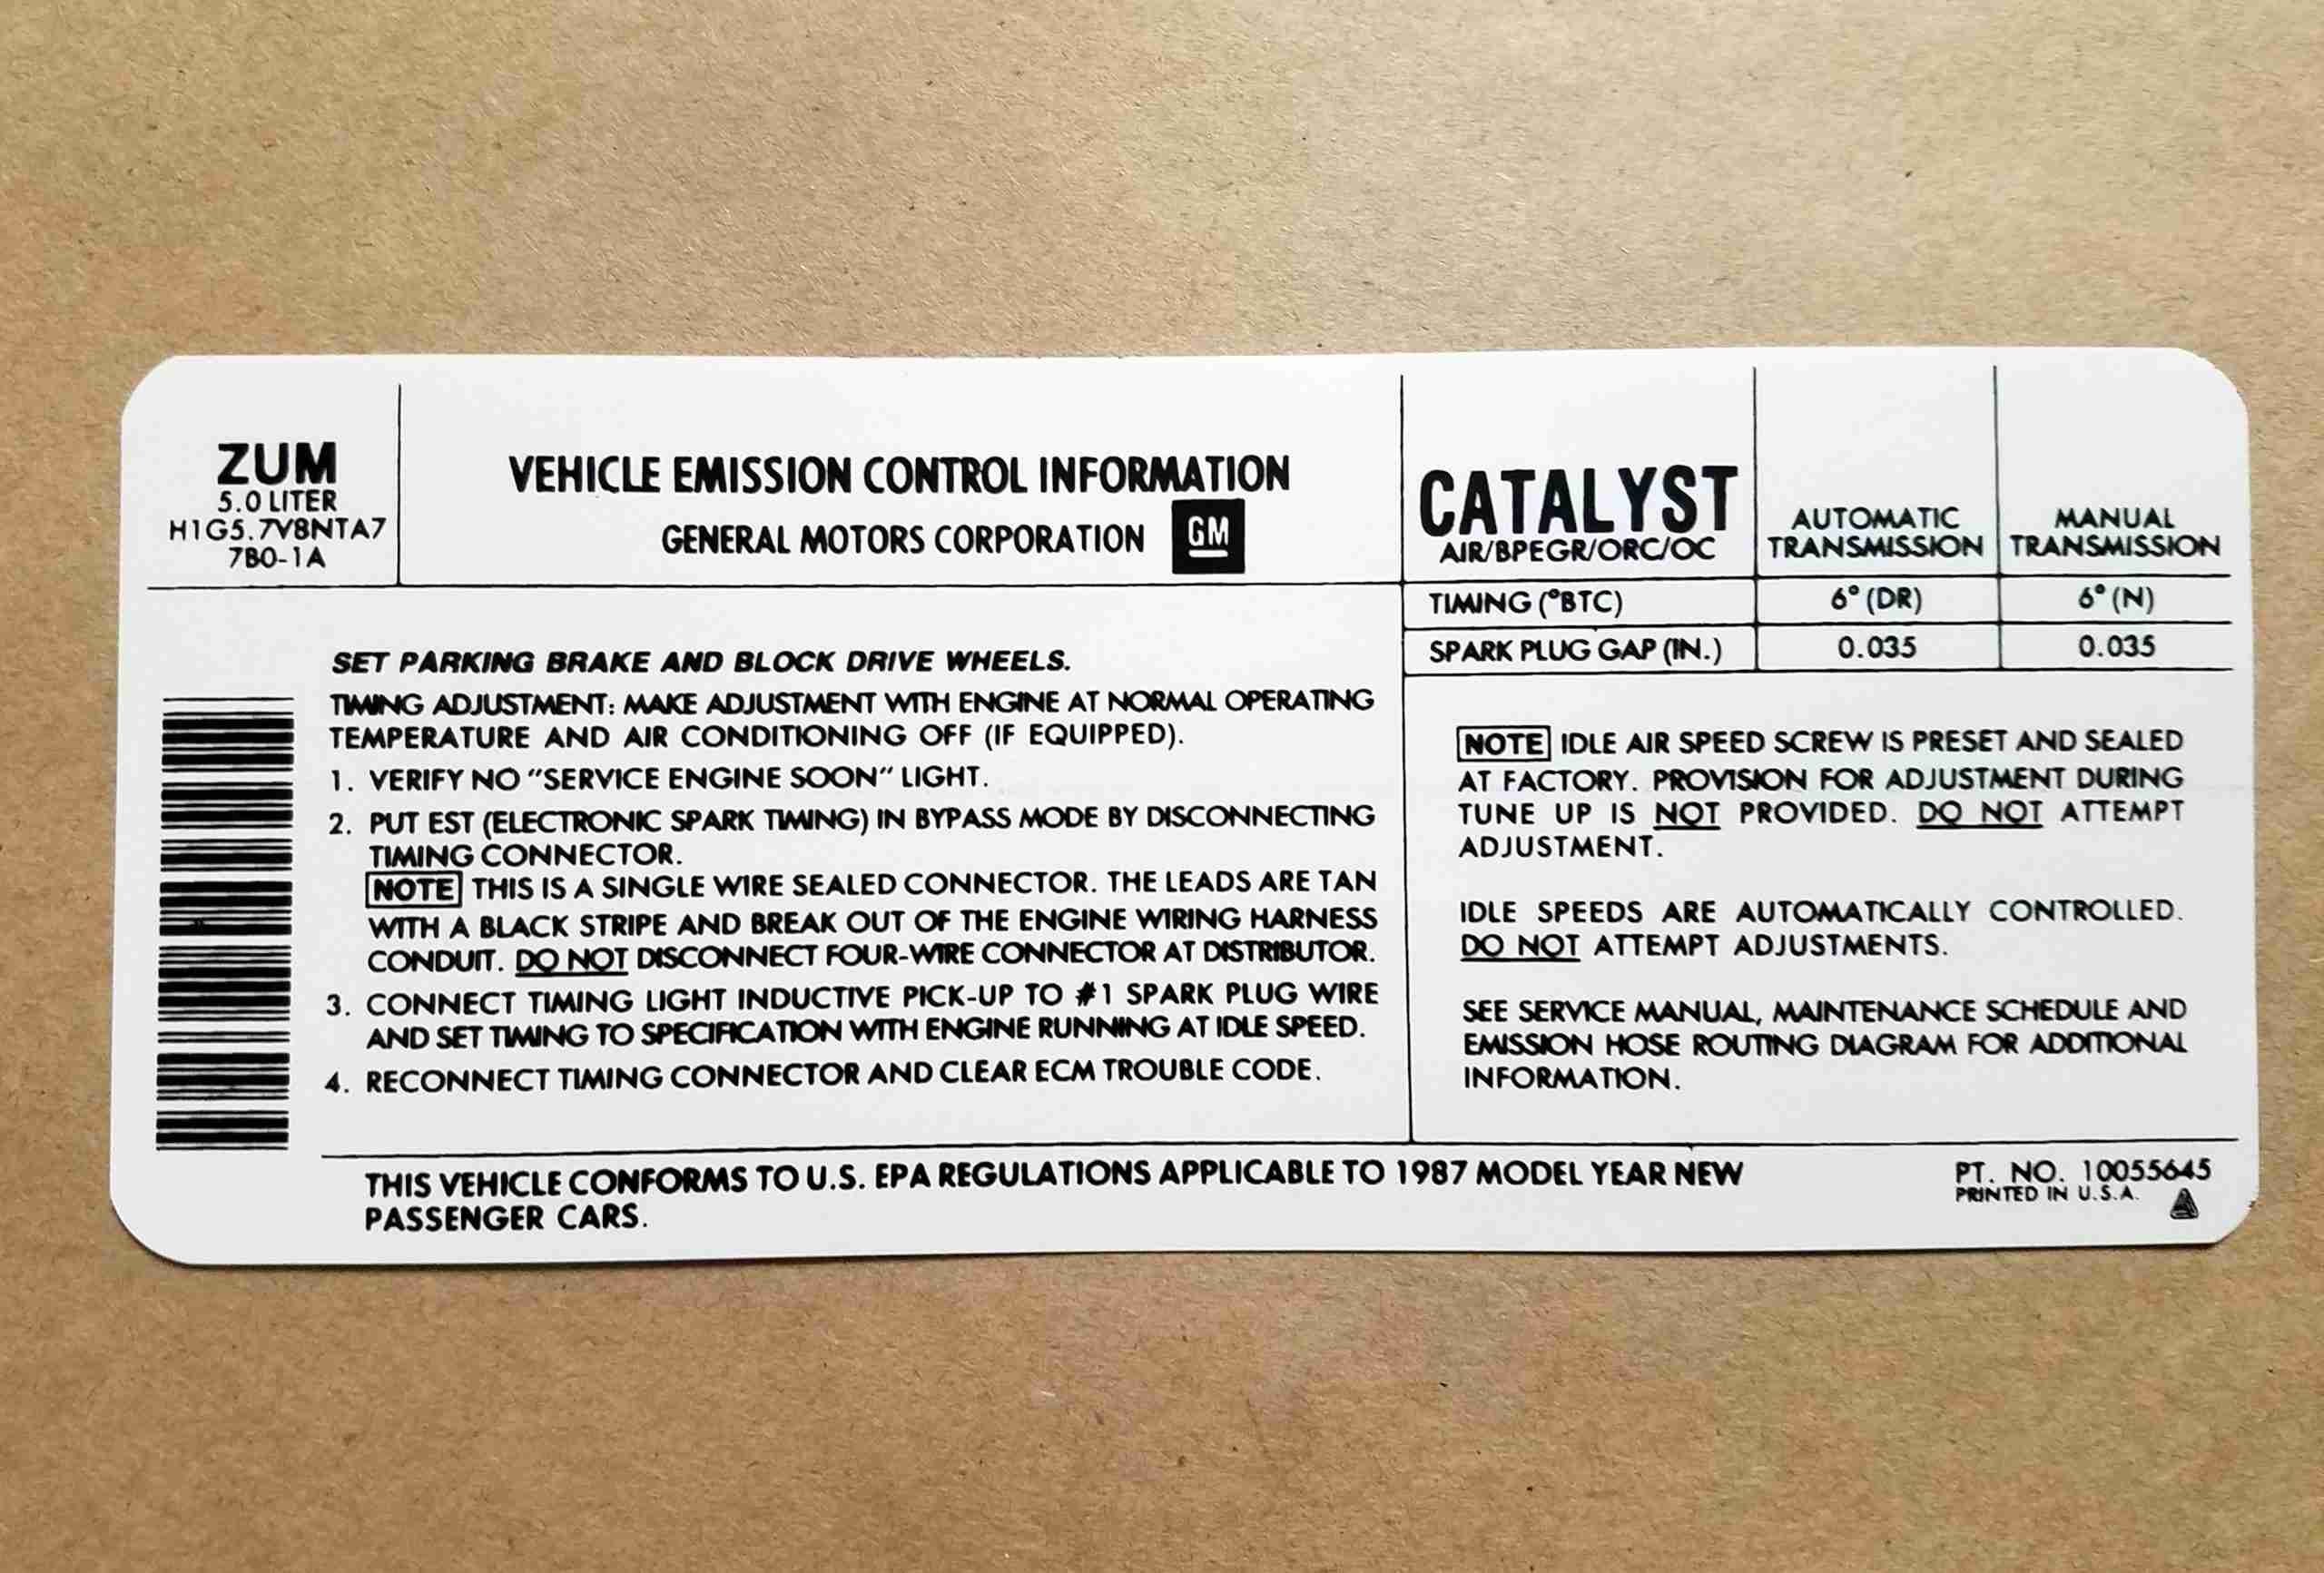 ZUM
5.0 LITER
H1G5.7V8NTA7
7B0-1A
VEHICLE EMISSION CONTROL INFORMATION
GENERAL MOTORS CORPORATION GM
CATALYST
AIR/BPEGR/ORC/OC
AUTOMATIC
TRANSMISSION
MANUAL
TRANSMISSION
TIMING (°BTC) 6° (DR) 6° (N)
SPARK PLUG GAP (IN.) 0.035 0.035
SET PARKING BRAKE AND BLOCK DRIVE WHEELS.
TIMING ADJUSTMENT: MAKE ADJUSTMENT WITH ENGINE AT NORMAL OPERATING
TEMPERATURE AND AIR CONDITIONING OFF (IF EQUIPPED).
1. VERIFY NO "SERVICE ENGINE SOON" LIGHT.
2. PUT EST (ELECTRONIC SPARK TIMING) IN BYPASS MODE BY DISCONNECTING
TIMING CONNECTOR.
NOTE THIS IS A SINGLE WIRE SEALED CONNECTOR. THE LEADS ARE TAN
WITH A BLACK STRIPE AND BREAK OUT OF THE ENGINE WIRING HARNESS
CONDUIT. DO NOT DISCONNECT FOUR-WIRE CONNECTOR AT DISTRIBUTOR.
3. CONNECT TIMING LIGHT INDUCTIVE PICK-UP TO #1 SPARK PLUG WIRE
AND SET TIMING TO SPECIFICATION WITH ENGINE RUNNING AT IDLE SPEED.
4. RECONNECT TIMING CONNECTOR AND CLEAR ECM TROUBLE CODE.
NOTE IDLE AIR SPEED SCREW IS PRESET AND SEALED
AT FACTORY. PROVISION FOR ADJUSTMENT DURING
TUNE UP IS NOT PROVIDED. DO NOT ATTEMPT
ADJUSTMENT.
IDLE SPEEDS ARE AUTOMATICALLY CONTROLLED.
DO NOT ATTEMPT ADJUSTMENTS.
SEE SERVICE MANUAL, MAINTENANCE SCHEDULE AND
EMISSION HOSE ROUTING DIAGRAM FOR ADDITIONAL
INFORMATION.
THIS VEHICLE CONFORMS TO U.S. EPA REGULATIONS APPLICABLE TO 1987 MODEL YEAR NEW
PASSENGER CARS.
PT. NO. 10055645
PRINTED IN U.S.A.